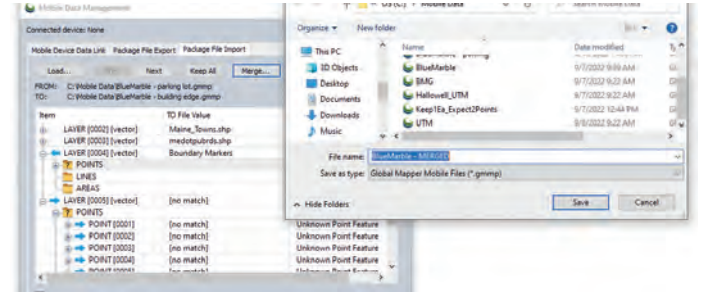 Mobile Data Management
Connected device: None
Mobile Device Data Link Package File Export Package File Import
Load... Next Keep All Merge...
FROM: C:\Mobile Data\BlueMarble - parking lot.gmmp
TO: C:\Mobile Data\BlueMarble - building edge.gmmp
Item TO File Value
LAYER [0002] [vector] Maine_Towns.shp
LAYER [0003] [vector] medotpubrds.shp
LAYER [0004] [vector] Boundary Markers
POINTS
LINES
AREAS
LAYER [0005] [vector] [no match]
POINTS
POINT [0001] [no match] Unknown Point Feature
POINT [0002] [no match] Unknown Point Feature
POINT [0003] [no match] Unknown Point Feature
POINT [0004] [no match] Unknown Point Feature
Organize New folder
This PC
3D Objects
Desktop
Documents
Downloads
Music
Name Date modified
BlueMarble 9/7/2022 9:09 AM
BMG 9/7/2022 9:22 AM
Hallowell_UTM 9/7/2022 9:22 AM
Keep1Ea_Expect2Points 9/7/2022 12:44 PM
UTM 9/8/2022 9:22 AM
File name: BlueMarble - MERGED
Save as type: Global Mapper Mobile Files (*.gmmp)
Hide Folders Save Cancel